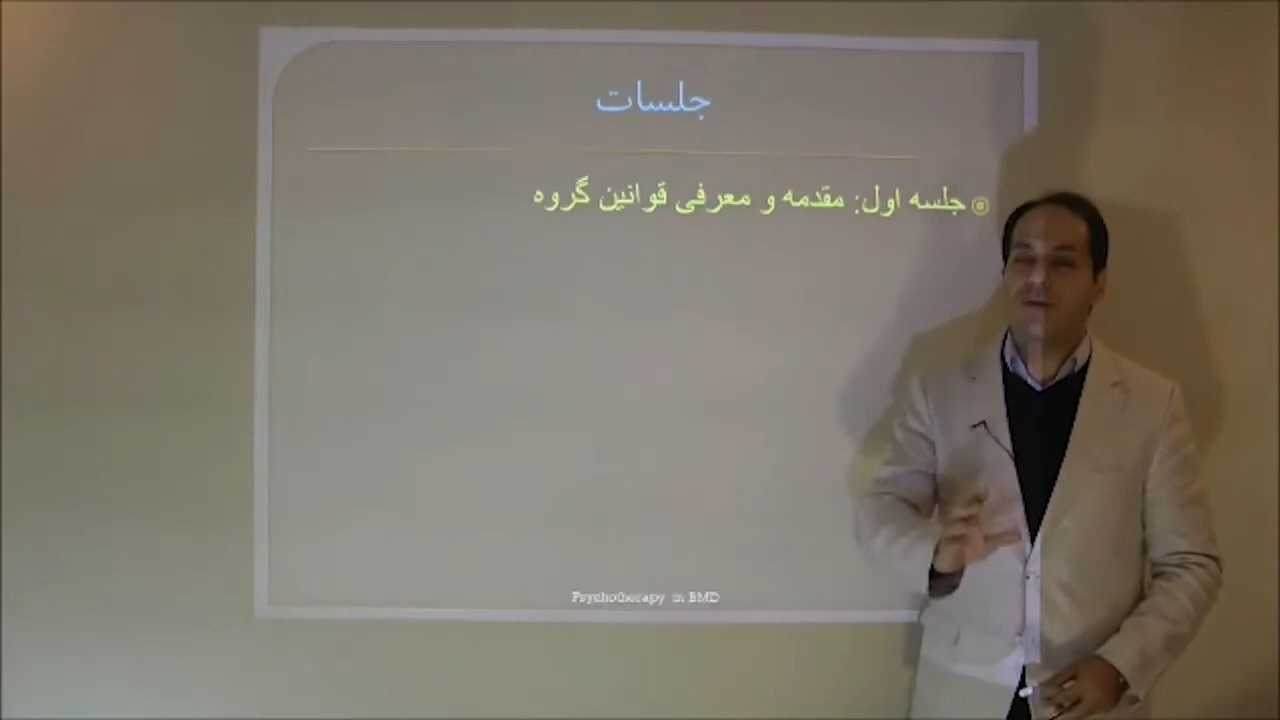 جلسات
جلسه اول: مقدمه و معرفی قوانین گروه
Psychotherapy in BMD